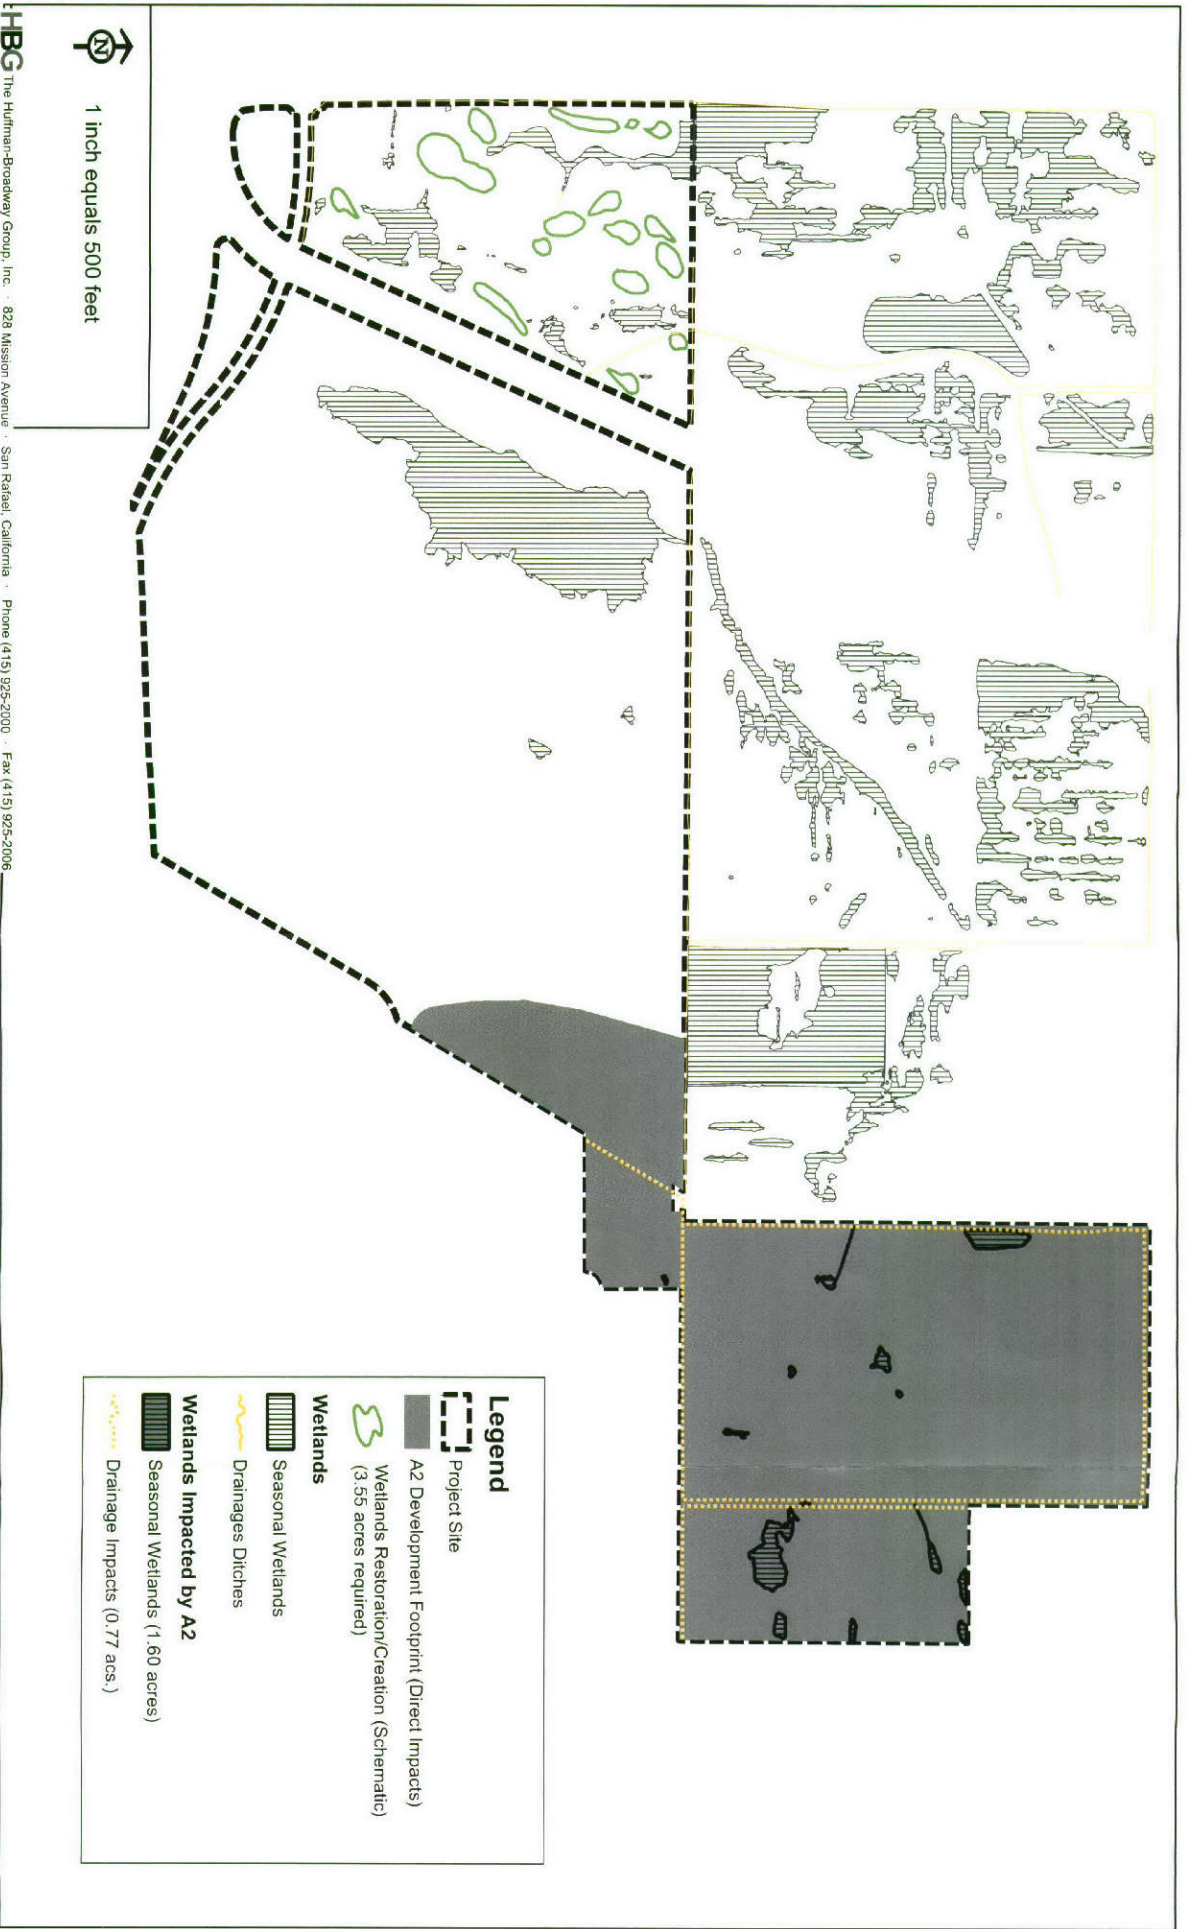 Legend
Project Site
A2 Development Footprint (Direct Impacts)
Wetlands Restoration/Creation (Schematic)
(3.55 acres required)
Wetlands
Seasonal Wetlands
Drainages Ditches
Wetlands Impacted by A2
Seasonal Wetlands (1.60 acres)
Drainage Impacts (0.77 acs.)
N
1 inch equals 500 feet
HBG The Huffman-Broadway Group, Inc. · 828 Mission Avenue · San Rafael, California · Phone (415) 925-2000 · Fax (415) 925-2006